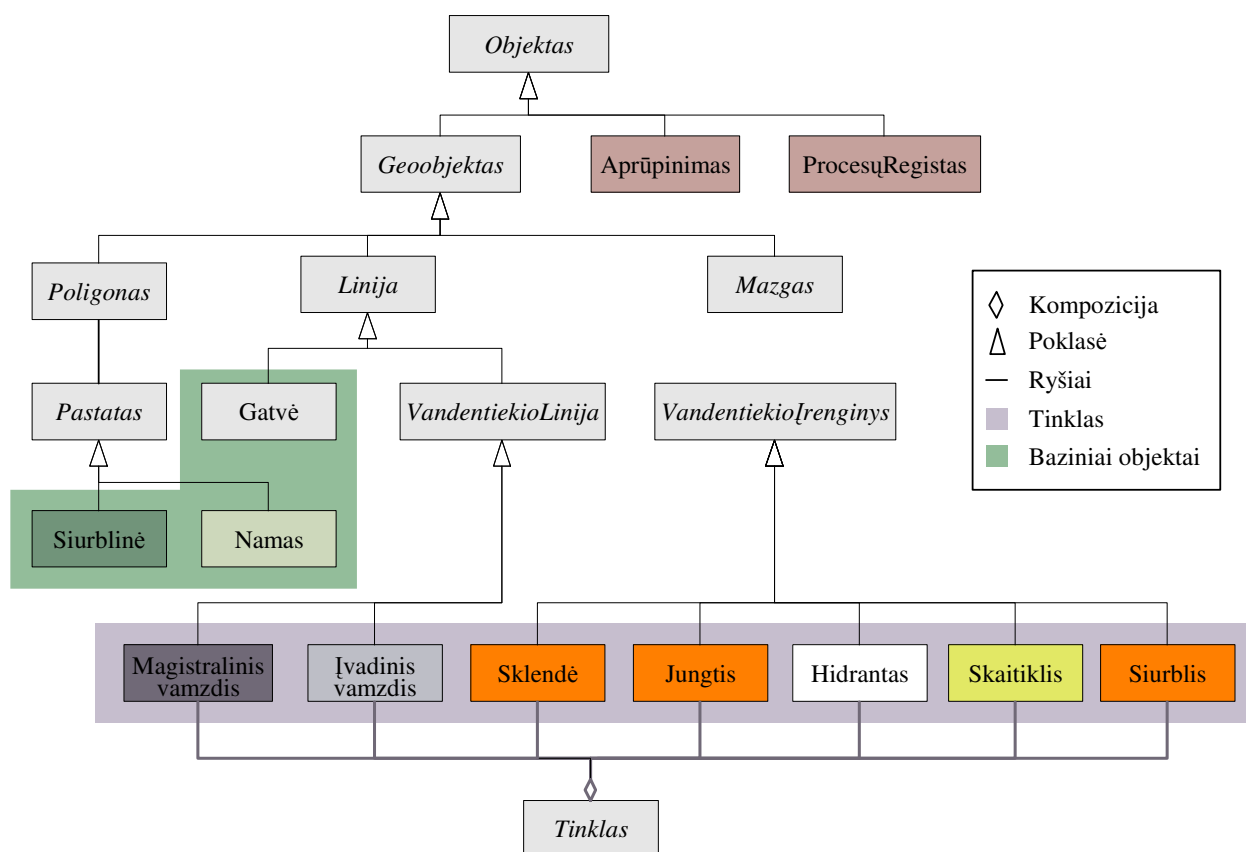 Objektas
Geoobjektas
Aprūpinimas
ProcesųRegistas
Poligonas
Linija
Mazgas
Pastatas
Gatvė
VandentiekioLinija
VandentiekioĮrenginys
Siurblinė
Namas
Kompozicija
Poklasė
Ryšiai
Tinklas
Baziniai objektai
Magistralinis
vamzdis
Įvadinis
vamzdis
Sklendė
Jungtis
Hidrantas
Skaitiklis
Siurblis
Tinklas